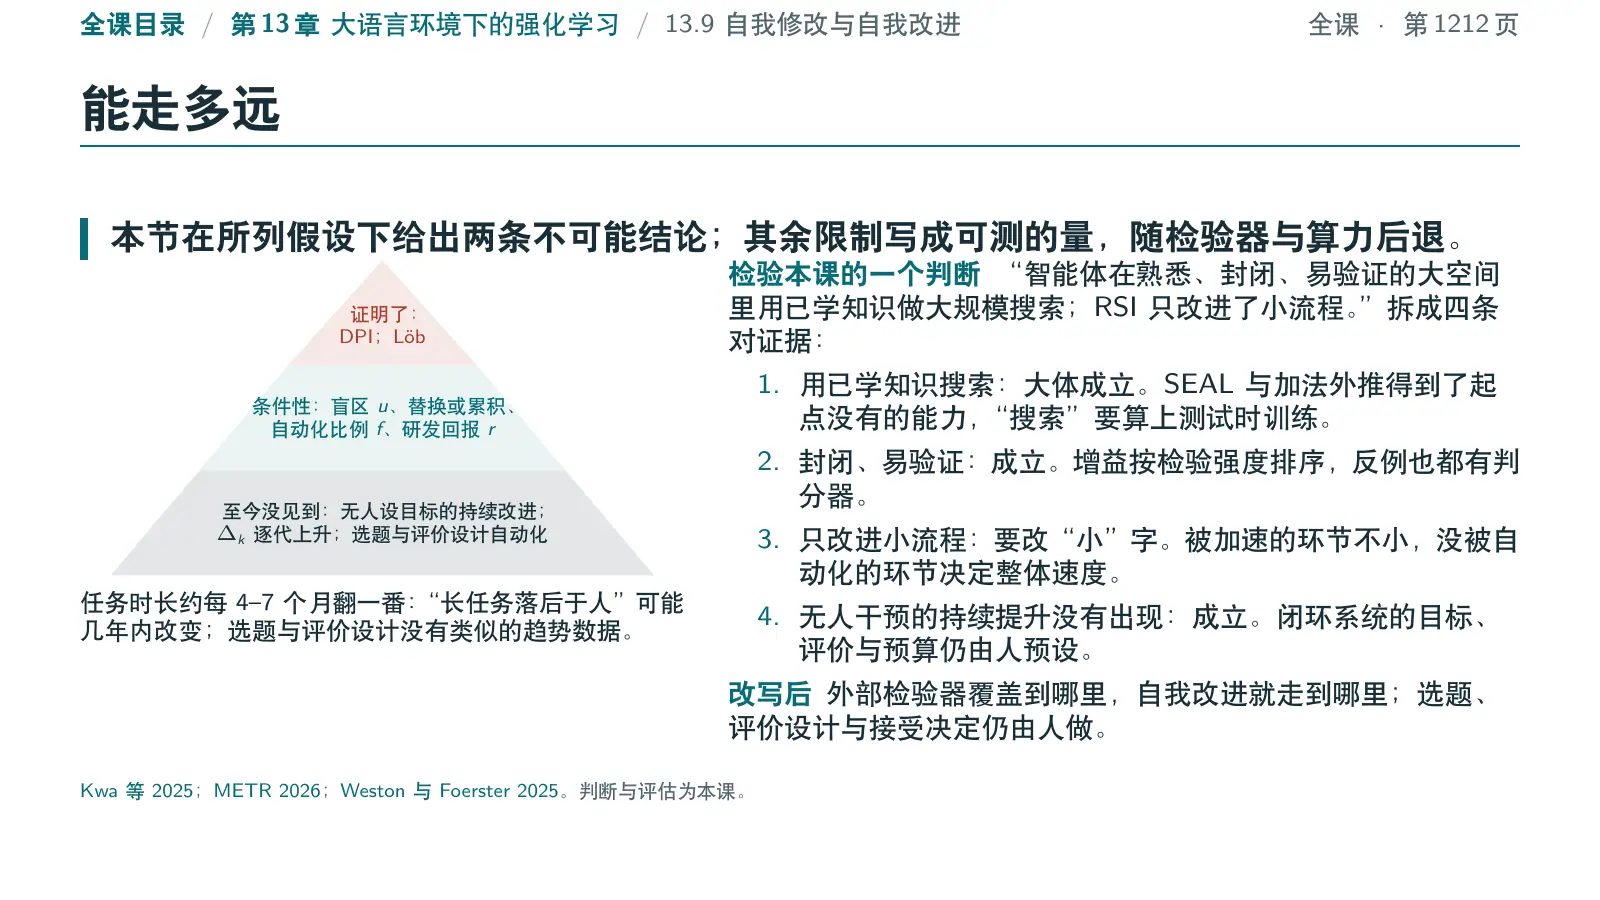 全课目录 / 第13章 大语言环境下的强化学习 / 13.9 自我修改与自我改进
全课 · 第1212页
能走多远
本节在所列假设下给出两条不可能结论；其余限制写成可测的量，随检验器与算力后退。
证明了：
DPI；Löb
条件性：盲区 u、替换或累积、
自动化比例 f、研发回报 r
至今没见到：无人设目标的持续改进；
Δk 逐代上升；选题与评价设计自动化
任务时长约每 4–7 个月翻一番：“长任务落后于人”可能
几年内改变；选题与评价设计没有类似的趋势数据。
检验本课的一个判断 “智能体在熟悉、封闭、易验证的大空间
里用已学知识做大规模搜索；RSI 只改进了小流程。”拆成四条
对证据：
1. 用已学知识搜索：大体成立。SEAL 与加法外推得到了起
点没有的能力，“搜索”要算上测试时训练。
2. 封闭、易验证：成立。增益按检验强度排序，反例也都有判
分器。
3. 只改进小流程：要改“小”字。被加速的环节不小，没被自
动化的环节决定整体速度。
4. 无人干预的持续提升没有出现：成立。闭环系统的目标、
评价与预算仍由人预设。
改写后 外部检验器覆盖到哪里，自我改进就走到哪里；选题、
评价设计与接受决定仍由人做。
Kwa 等 2025；METR 2026；Weston 与 Foerster 2025。判断与评估为本课。